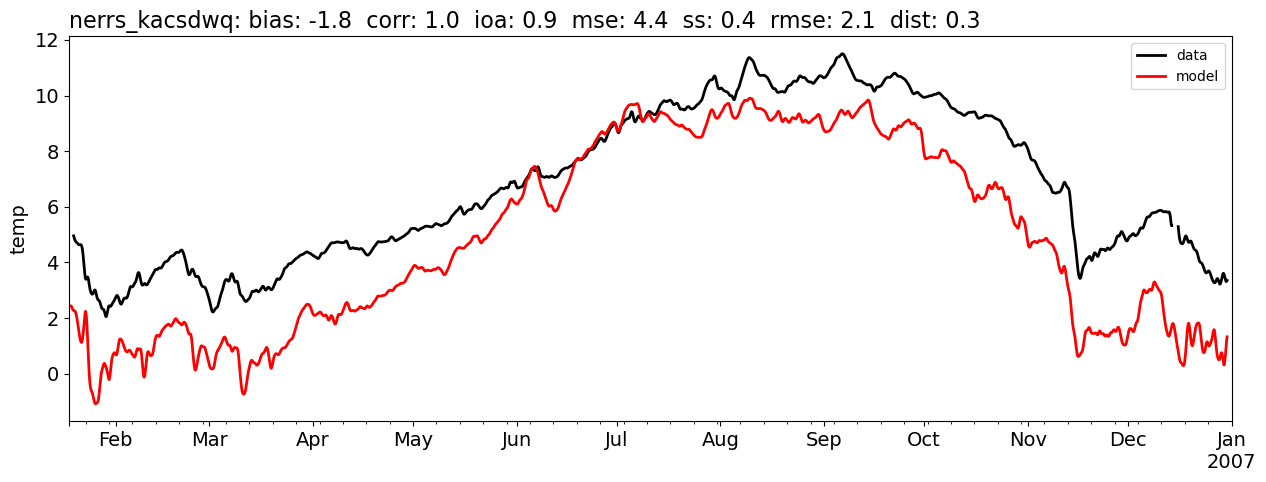 nerrs_kacsdwq: bias: -1.8  corr: 1.0  ioa: 0.9  mse: 4.4  ss: 0.4  rmse: 2.1  dist: 0.3
data
model
12
10
8
6
4
2
0
temp
Feb Mar Apr May Jun Jul Aug Sep Oct Nov Dec Jan
2007